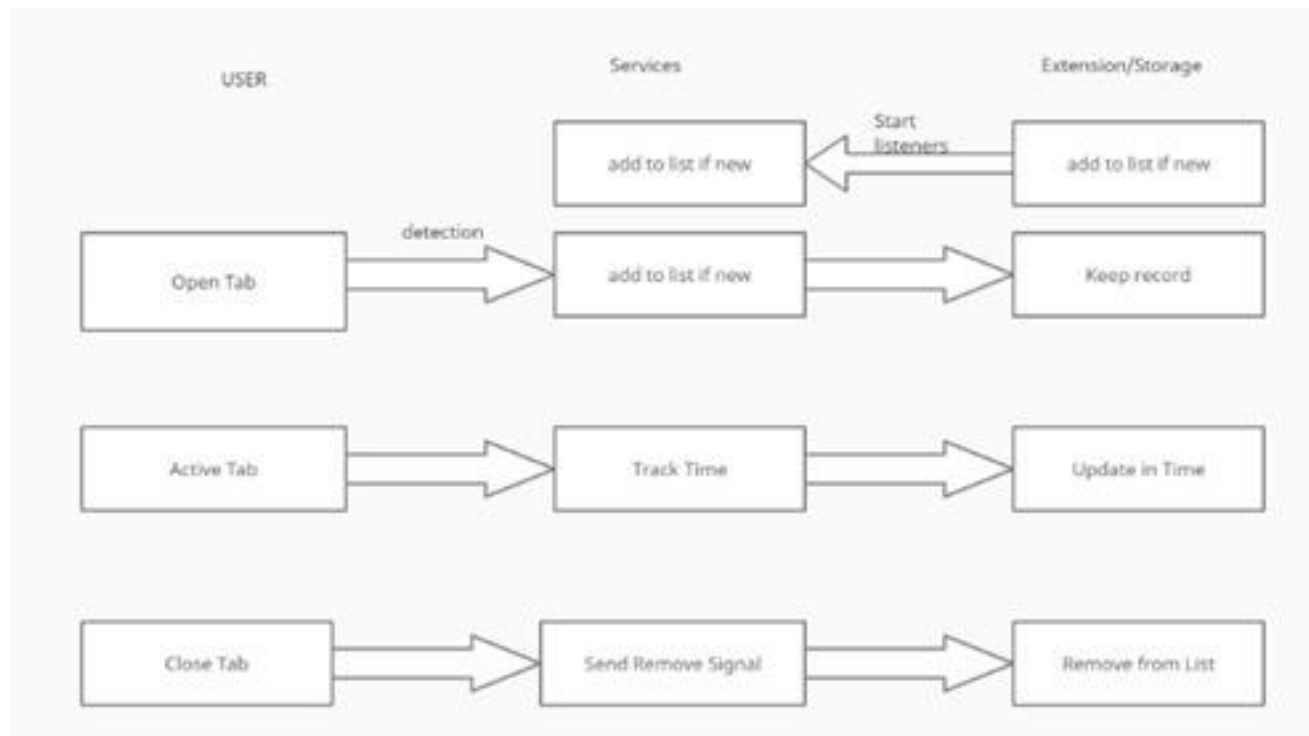 USER
Services
Extension/Storage
Start
listeners
add to list if new
add to list if new
detection
Open Tab
add to list if new
Keep record
Active Tab
Track Time
Update in Time
Close Tab
Send Remove Signal
Remove from List